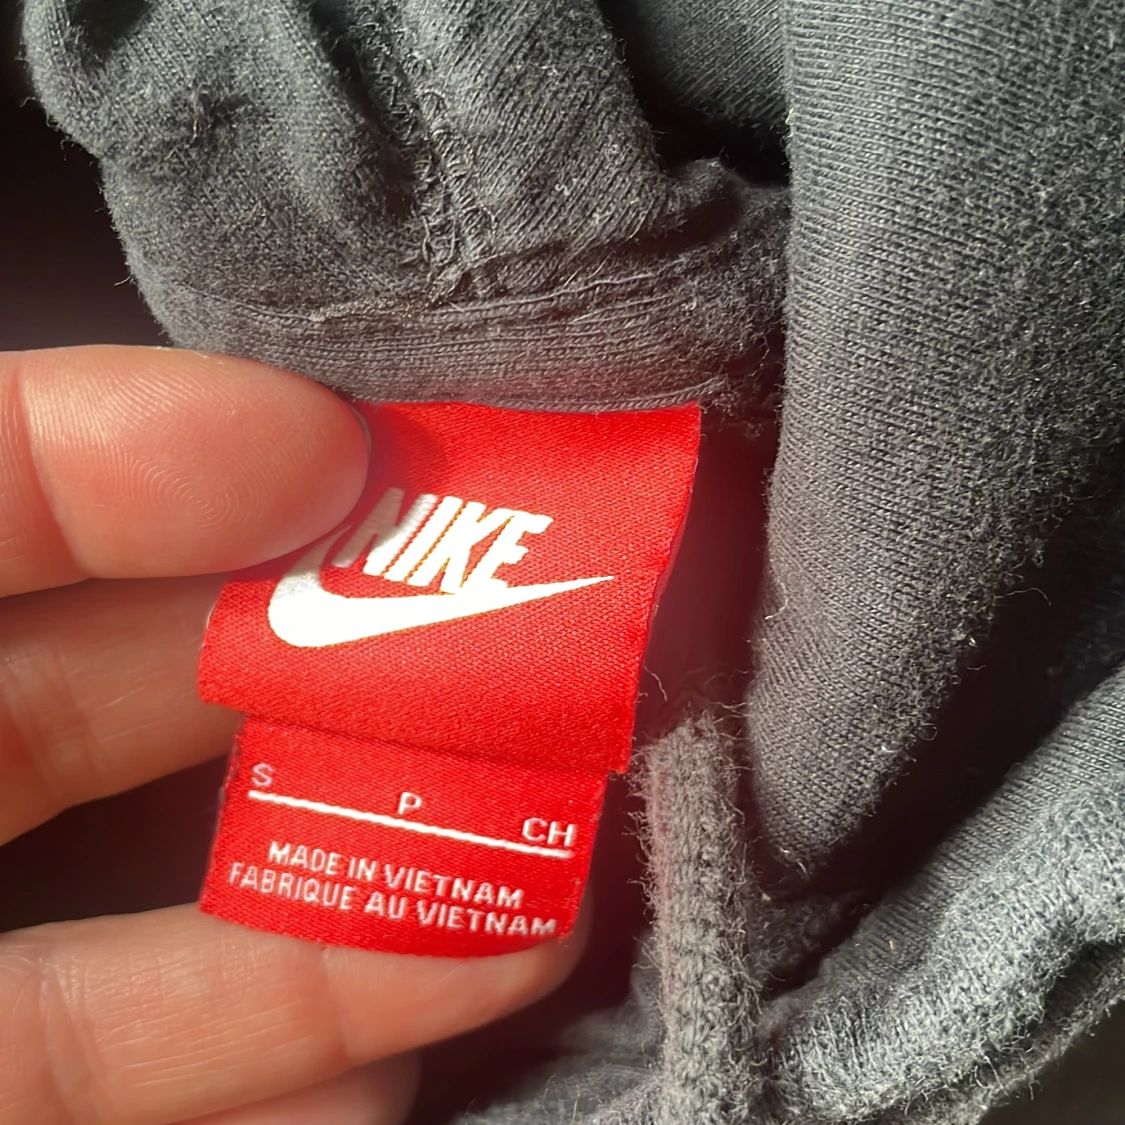 NIKE
S P CH
MADE IN VIETNAM
FABRIQUE AU VIETNAM